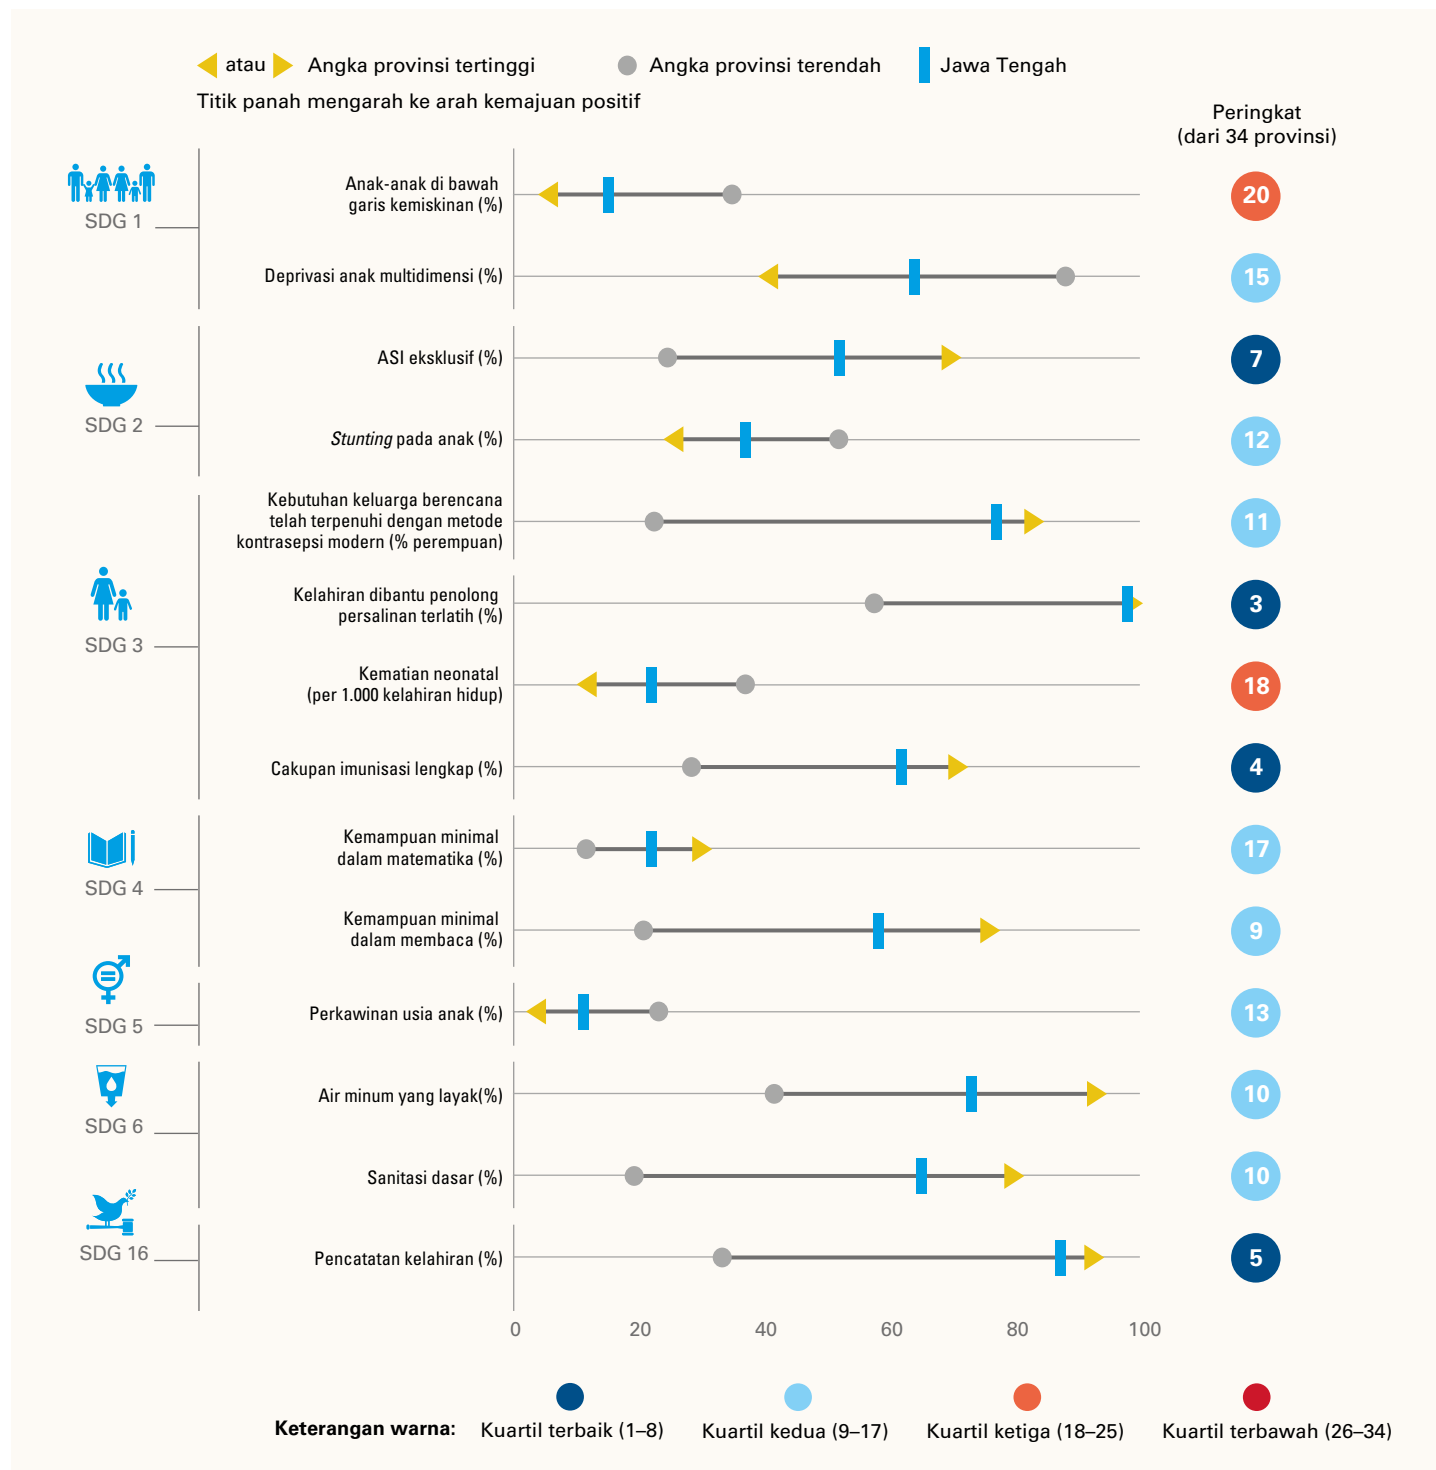 atau Angka provinsi tertinggi Angka provinsi terendah Jawa Tengah
Titik panah mengarah ke arah kemajuan positif
Peringkat
(dari 34 provinsi)
SDG 1
Anak-anak di bawah
garis kemiskinan (%)
20
Deprivasi anak multidimensi (%)
15
SDG 2
ASI eksklusif (%)
7
Stunting pada anak (%)
12
SDG 3
Kebutuhan keluarga berencana
telah terpenuhi dengan metode
kontrasepsi modern (% perempuan)
11
Kelahiran dibantu penolong
persalinan terlatih (%)
3
Kematian neonatal
(per 1.000 kelahiran hidup)
18
Cakupan imunisasi lengkap (%)
4
SDG 4
Kemampuan minimal
dalam matematika (%)
17
Kemampuan minimal
dalam membaca (%)
9
SDG 5
Perkawinan usia anak (%)
13
SDG 6
Air minum yang layak(%)
10
Sanitasi dasar (%)
10
SDG 16
Pencatatan kelahiran (%)
5
0 20 40 60 80 100
Keterangan warna: Kuartil terbaik (1–8) Kuartil kedua (9–17) Kuartil ketiga (18–25) Kuartil terbawah (26–34)